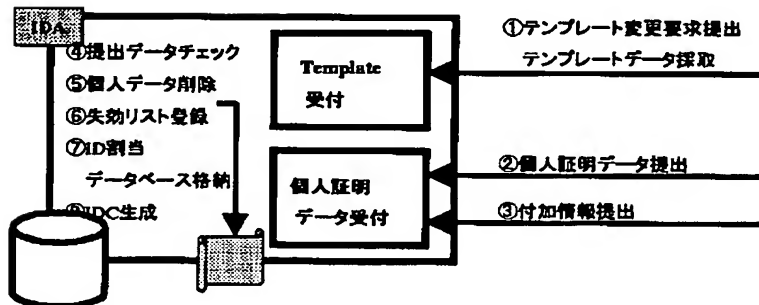 IDA
④提出データチェック
⑤個人データ削除
⑥失効リスト登録
⑦ID割当
データベース格納
⑧IDC生成
Template
受付
個人証明
データ受付
①テンプレート変更要求提出
テンプレートデータ採取
②個人証明データ提出
③付加情報提出